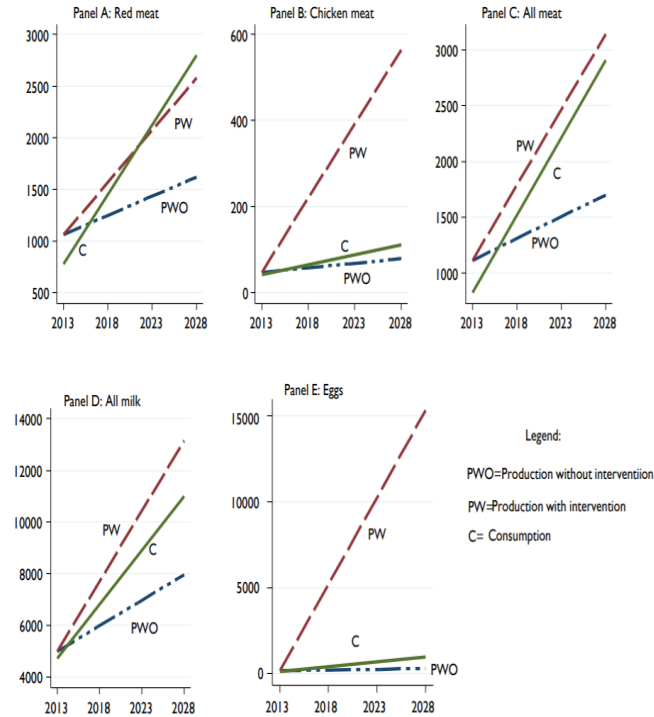 Panel A: Red meat
3000
2500
2000
1500
1000
500
PW
PWO
C
2013 2018 2023 2028
Panel B: Chicken meat
600
400
200
0
PW
C
PWO
2013 2018 2023 2028
Panel C: All meat
3000
2500
2000
1500
1000
PW
C
PWO
2013 2018 2023 2028
Panel D: All milk
14000
12000
10000
8000
6000
4000
PW
C
PWO
2013 2018 2023 2028
Panel E: Eggs
15000
10000
5000
0
PW
C
PWO
2013 2018 2023 2028
Legend:
PWO=Production without interventiion
PW=Production with intervention
C= Consumption